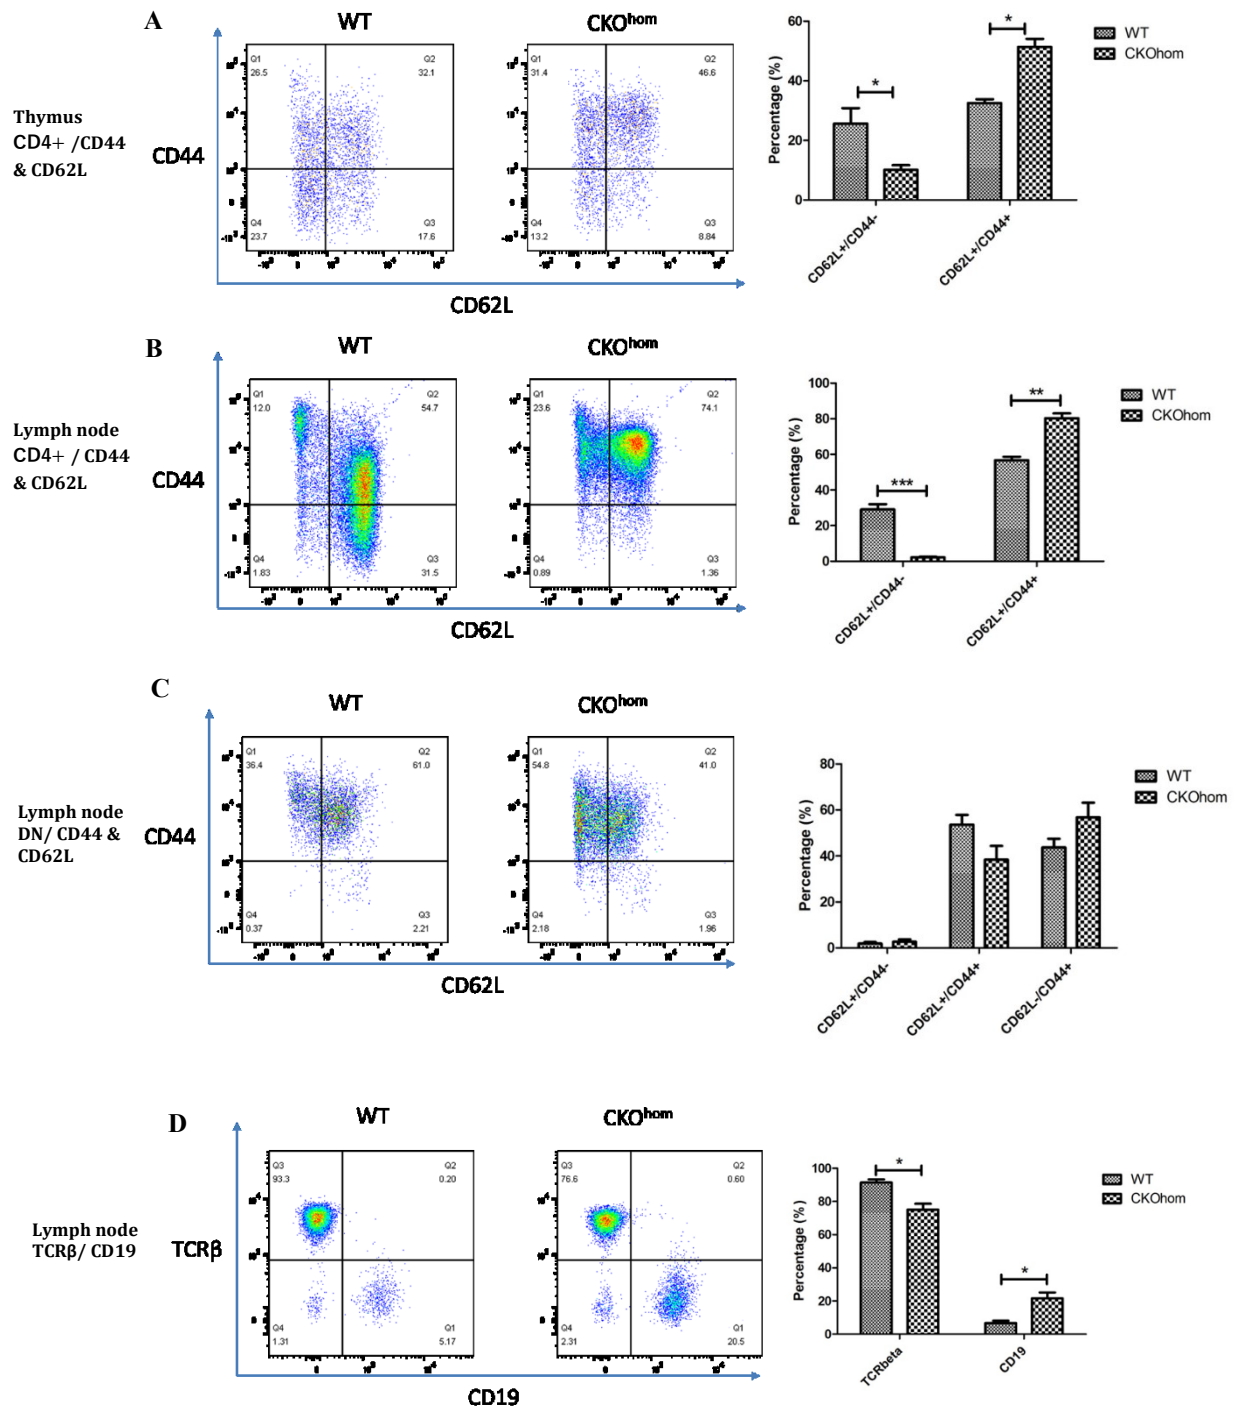 A
WT
CKOhom
Thymus
CD4+ /CD44
& CD62L
CD44
Q1
26.5
Q2
32.1
Q4
23.7
Q3
17.6
Q1
31.4
Q2
46.6
Q4
13.2
Q3
8.84
CD62L
Percentage (%)
60
40
20
0
*
*
CD62L+/CD44-
CD62L+/CD44+
WT
CKOhom
B
WT
CKOhom
Lymph node
CD4+ / CD44
& CD62L
CD44
Q1
12.0
Q2
54.7
Q4
1.83
Q3
31.5
Q1
23.6
Q2
74.1
Q4
0.89
Q3
1.36
CD62L
Percentage (%)
100
80
60
40
20
0
***
**
CD62L+/CD44-
CD62L+/CD44+
WT
CKOhom
C
WT
CKOhom
Lymph node
DN/ CD44 &
CD62L
CD44
Q1
36.4
Q2
61.0
Q4
0.37
Q3
2.21
Q1
54.8
Q2
41.0
Q4
2.18
Q3
1.96
CD62L
Percentage (%)
80
60
40
20
0
CD62L+/CD44-
CD62L+/CD44+
CD62L-/CD44+
WT
CKOhom
D
WT
CKOhom
Lymph node
TCRβ/ CD19
TCRβ
Q3
93.3
Q2
0.20
Q4
1.31
Q1
5.17
Q3
76.6
Q2
0.60
Q4
2.31
Q1
20.5
CD19
Percentage (%)
100
80
60
40
20
0
*
*
TCRbeta
CD19
WT
CKOhom